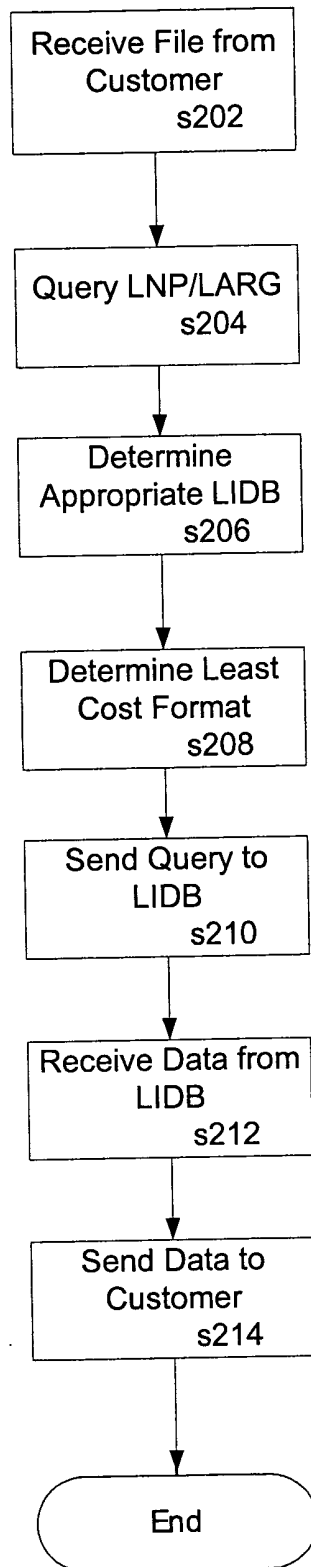 Receive File from
Customer
s202
Query LNP/LARG
s204
Determine
Appropriate LIDB
s206
Determine Least
Cost Format
s208
Send Query to
LIDB
s210
Receive Data from
LIDB
s212
Send Data to
Customer
s214
End